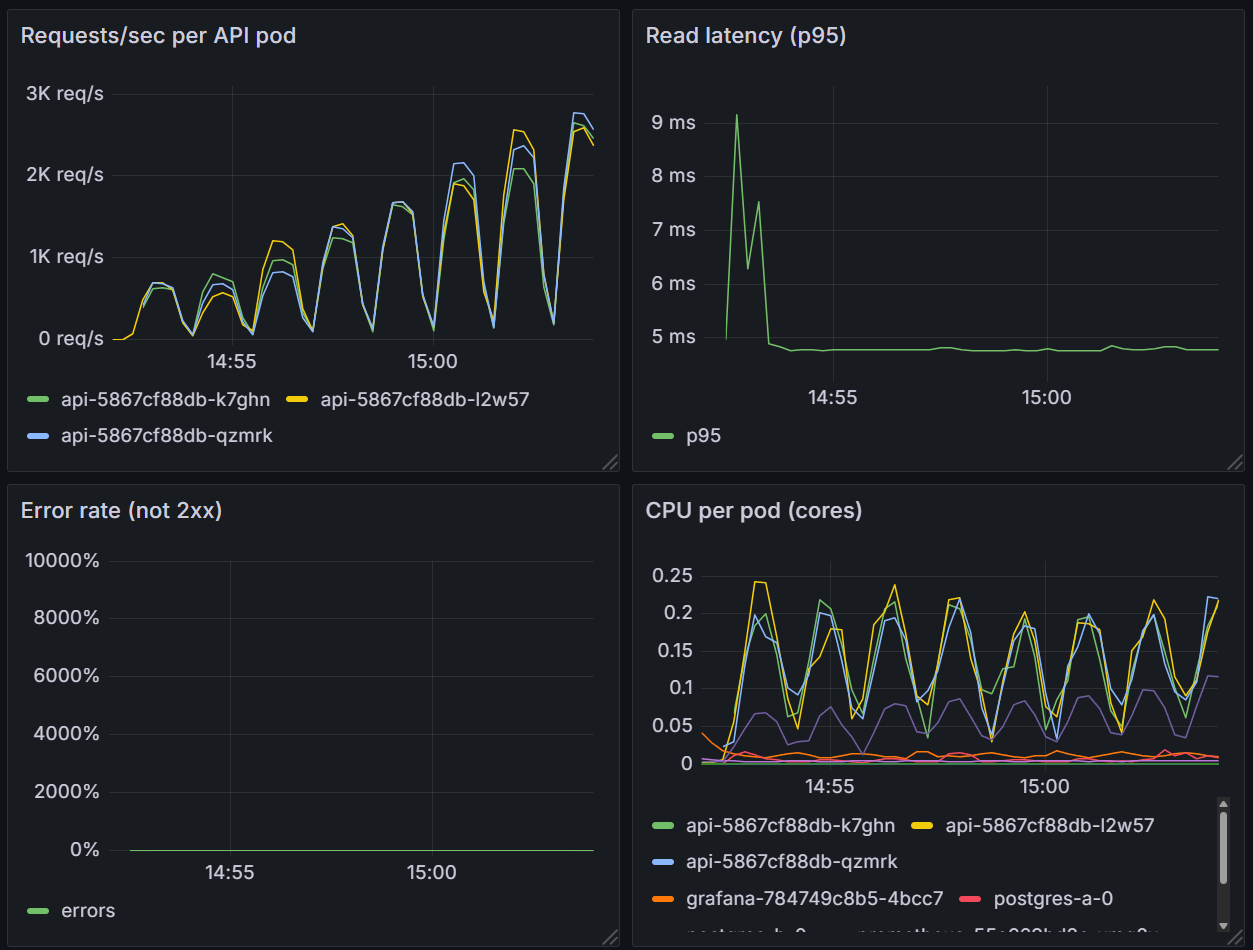 Requests/sec per API pod
3K req/s
2K req/s
1K req/s
0 req/s
14:55 15:00
api-5867cf88db-k7ghn api-5867cf88db-l2w57
api-5867cf88db-qzmrk
Read latency (p95)
9 ms
8 ms
7 ms
6 ms
5 ms
14:55 15:00
p95
Error rate (not 2xx)
10000%
8000%
6000%
4000%
2000%
0%
14:55 15:00
errors
CPU per pod (cores)
0.25
0.2
0.15
0.1
0.05
0
14:55 15:00
api-5867cf88db-k7ghn api-5867cf88db-l2w57
api-5867cf88db-qzmrk
grafana-784749c8b5-4bcc7 postgres-a-0